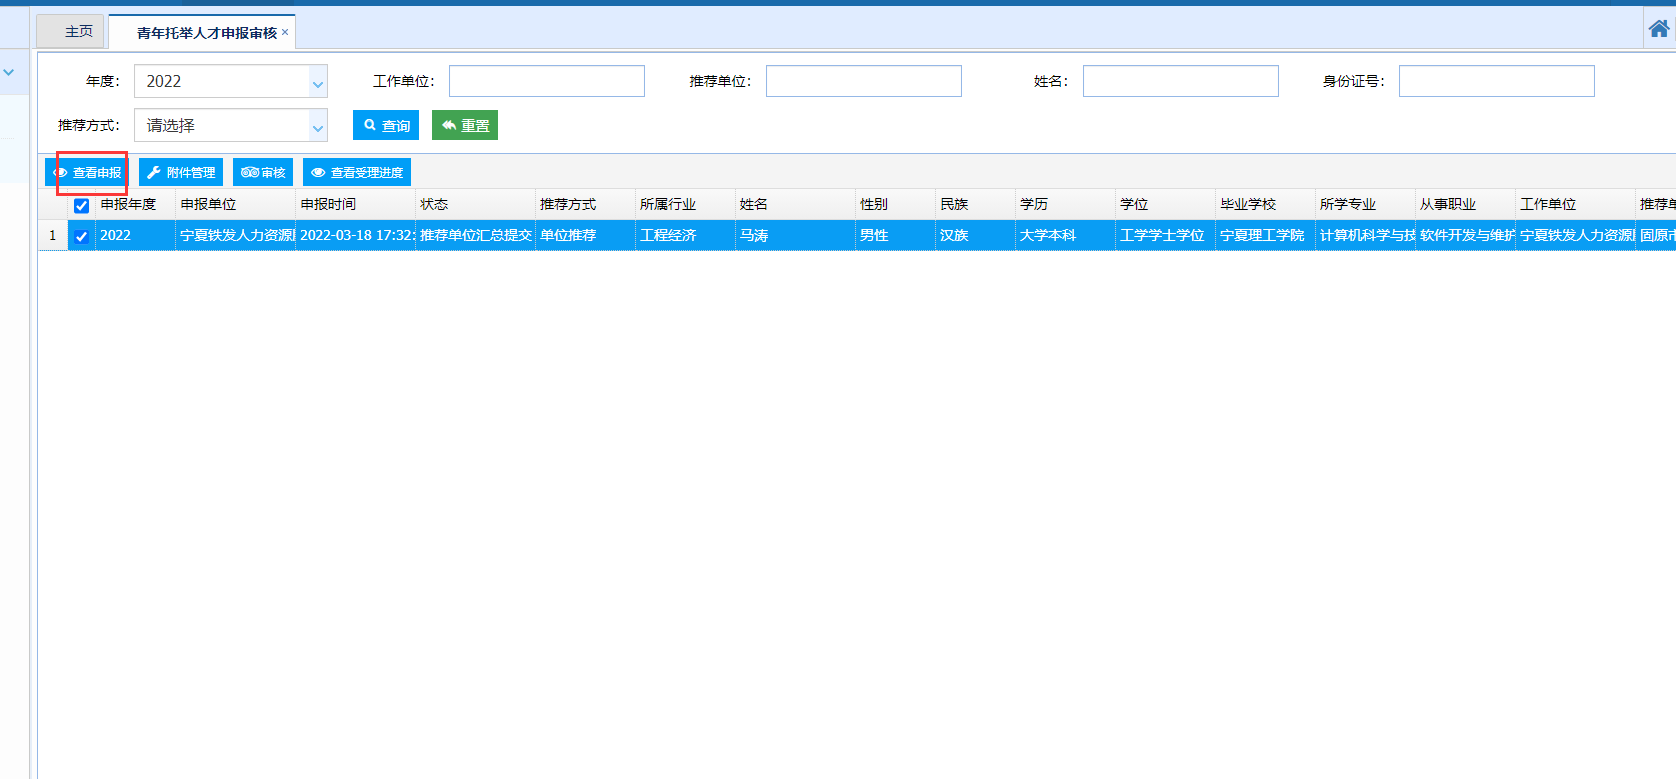 主页 青年托举人才申报审核 ×
年度: 2022 工作单位: 推荐单位: 姓名: 身份证号:
推荐方式: 请选择 查询 重置
查看申报 附件管理 审核 查看受理进度
申报年度 申报单位 申报时间 状态 推荐方式 所属行业 姓名 性别 民族 学历 学位 毕业学校 所学专业 从事职业 工作单位 推荐单
1 2022 宁夏铁发人力资源 2022-03-18 17:32: 推荐单位汇总提交 单位推荐 工程经济 马涛 男性 汉族 大学本科 工学学士学位 宁夏理工学院 计算机科学与技 软件开发与维护 宁夏铁发人力资源 固原市